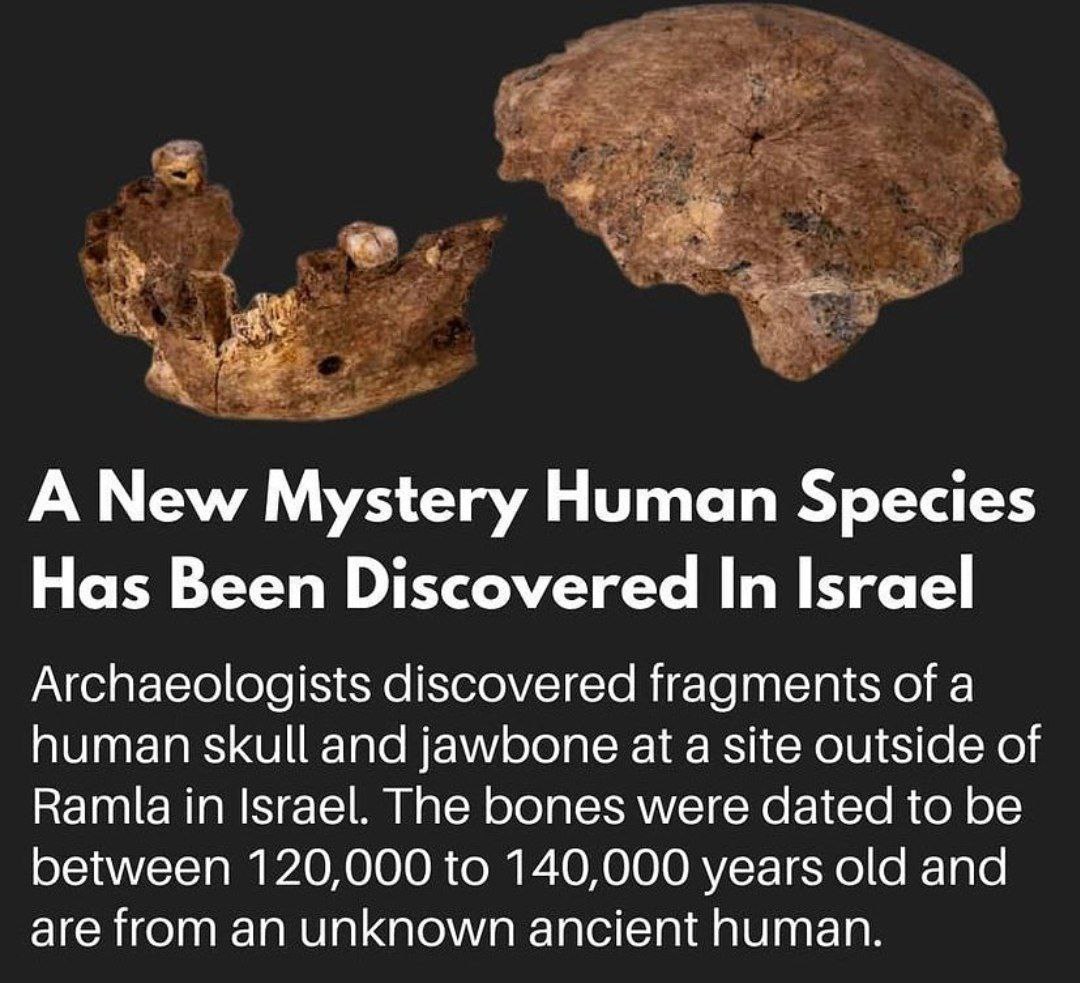 A New Mystery Human Species
Has Been Discovered In Israel
Archaeologists discovered fragments of a
human skull and jawbone at a site outside of
Ramla in Israel. The bones were dated to be
between 120,000 to 140,000 years old and
are from an unknown ancient human.